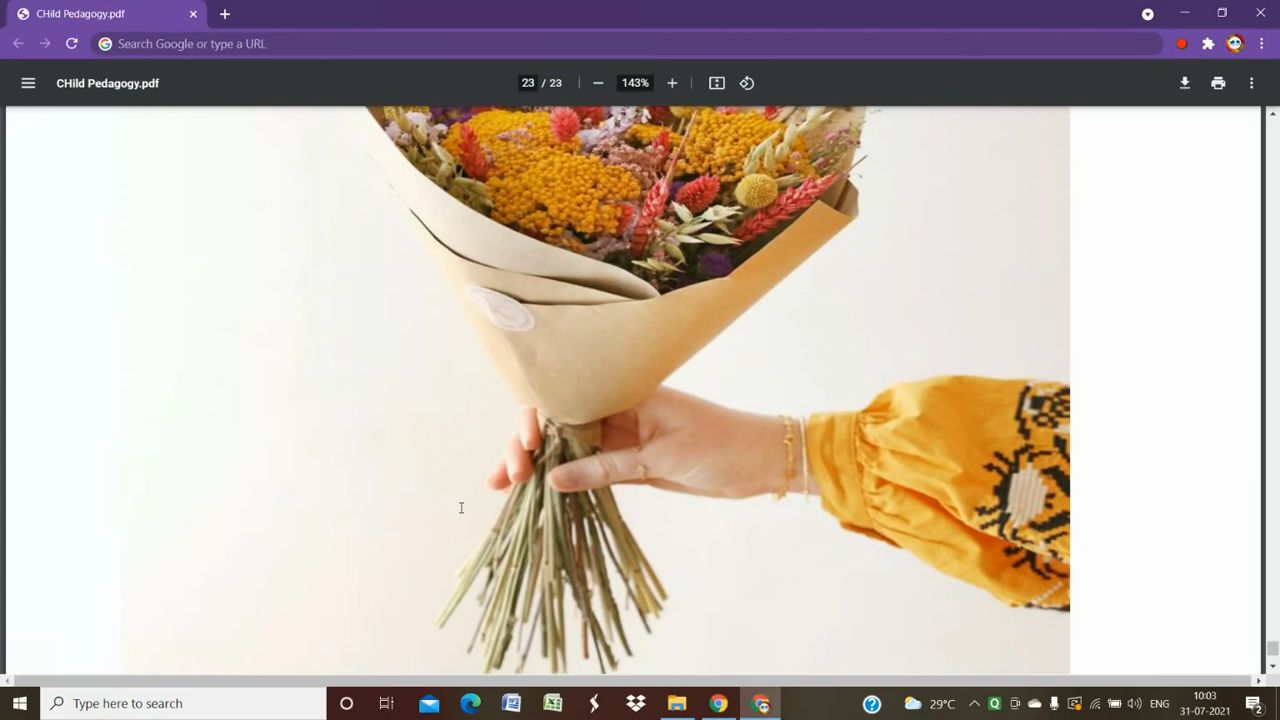 CHild Pedagogy.pdf
Search Google or type a URL
CHild Pedagogy.pdf
23 / 23
143%
Type here to search
29°C
ENG
10:03
31-07-2021
2